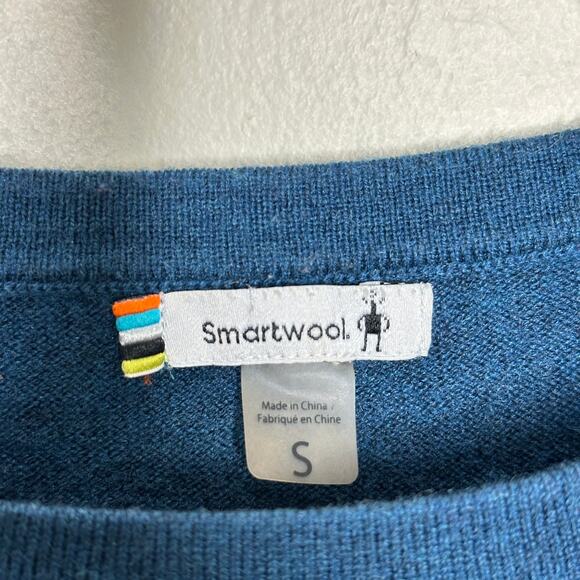 Smartwool.
Made in China /
Fabriqué en Chine
S